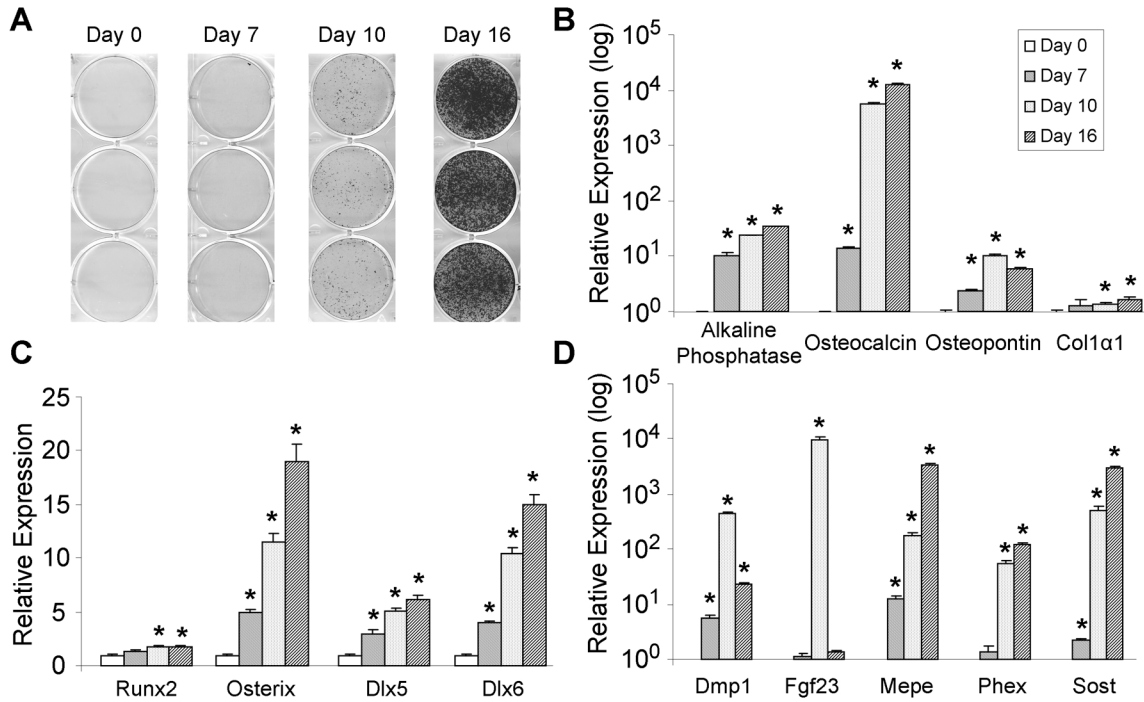 A
Day 0 Day 7 Day 10 Day 16
B
Relative Expression (log)
10^5
10^4
10^3
10^2
10^1
10^0
Day 0
Day 7
Day 10
Day 16
* * * * * * * * * * *
Alkaline
Phosphatase Osteocalcin Osteopontin Col1α1
C
Relative Expression
25
20
15
10
5
0
* * * * * * * * * * *
Runx2 Osterix Dlx5 Dlx6
D
Relative Expression (log)
10^5
10^4
10^3
10^2
10^1
10^0
* * * * * * * * * * * *
Dmp1 Fgf23 Mepe Phex Sost